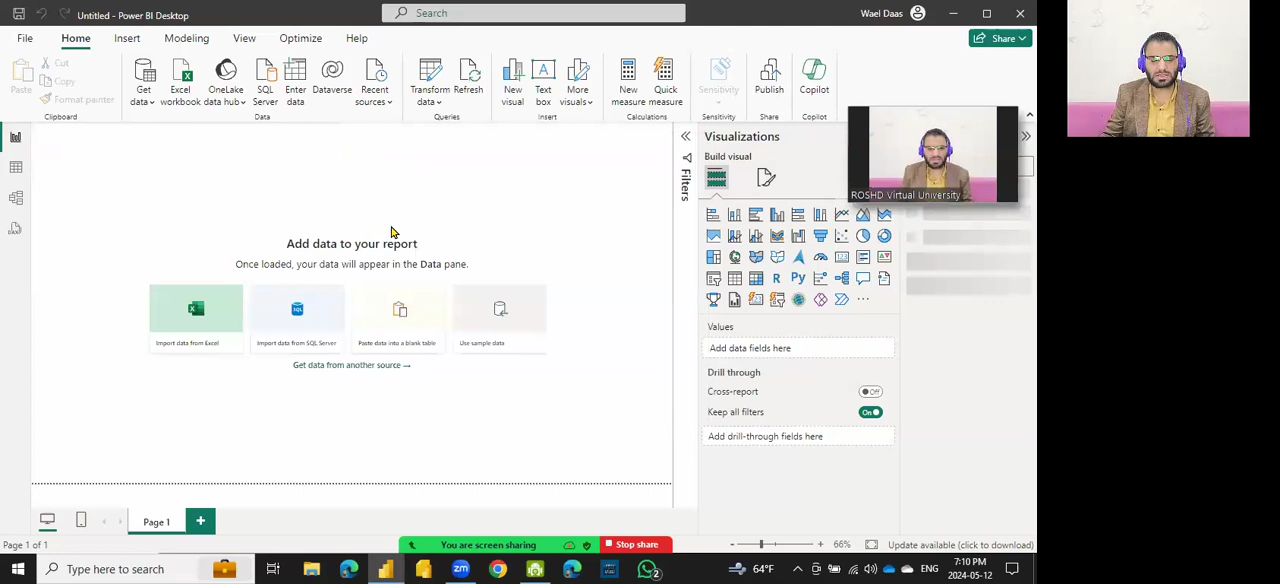 Untitled - Power BI Desktop
Search
Wael Daas
File
Home
Insert
Modeling
View
Optimize
Help
Share
Paste
Cut
Copy
Format painter
Clipboard
Get data
Excel workbook
OneLake data hub
SQL Server
Enter data
Dataverse
Recent sources
Data
Transform data
Refresh
Queries
New visual
Text box
More visuals
Insert
New measure
Quick measure
Calculations
Sensitivity
Sensitivity
Publish
Share
Copilot
Copilot
Filters
Visualizations
Build visual
ROSHD Virtual University
R
Py
Values
Add data fields here
Drill through
Cross-report
Off
Keep all filters
On
Add drill-through fields here
Add data to your report
Once loaded, your data will appear in the Data pane.
SQL
Import data from Excel
Import data from SQL Server
Paste data into a blank table
Use sample data
Get data from another source →
Page 1
Page 1 of 1
You are screen sharing
Stop share
66%
Update available (click to download)
Type here to search
zm
2
64°F
ENG
7:10 PM
2024-05-12